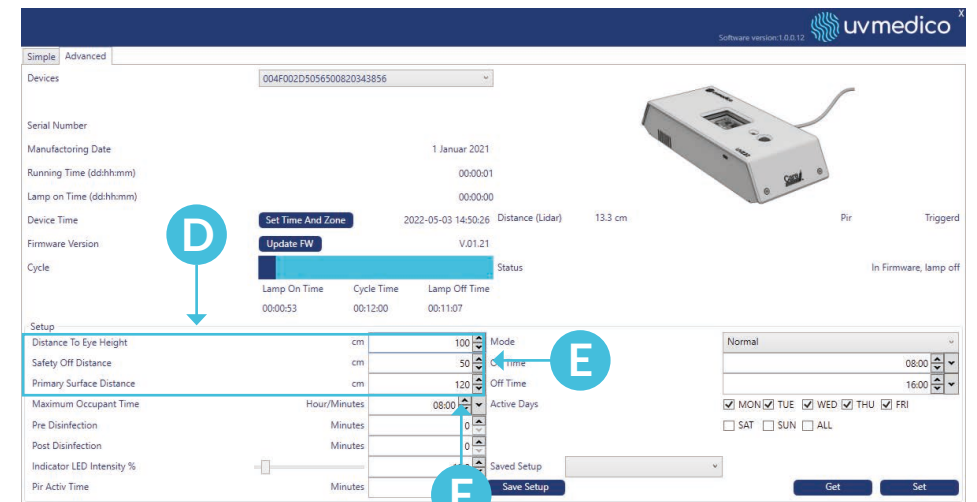 X
Software version:1.0.0.12 uvmedico
Simple Advanced
Devices 004F002D5056500820343856
Serial Number
Manufactoring Date 1 Januar 2021
Running Time (dd:hh:mm) 00:00:01
Lamp on Time (dd:hh:mm) 00:00:00
Device Time Set Time And Zone 2022-05-03 14:50:26 Distance (Lidar) 13.3 cm Pir Triggerd
D
Firmware Version Update FW V.01.21
Cycle Status In Firmware, lamp off
Lamp On Time Cycle Time Lamp Off Time
00:00:53 00:12:00 00:11:07
Setup
Distance To Eye Height cm 100 Mode Normal
Safety Off Distance cm 50 Time 08:00
E
Primary Surface Distance cm 120 Off Time 16:00
Maximum Occupant Time Hour/Minutes 08:00 Active Days MON TUE WED THU FRI
Pre Disinfection Minutes 0 SAT SUN ALL
Post Disinfection Minutes 0
Indicator LED Intensity % Saved Setup
Pir Activ Time Minutes Save Setup Get Set